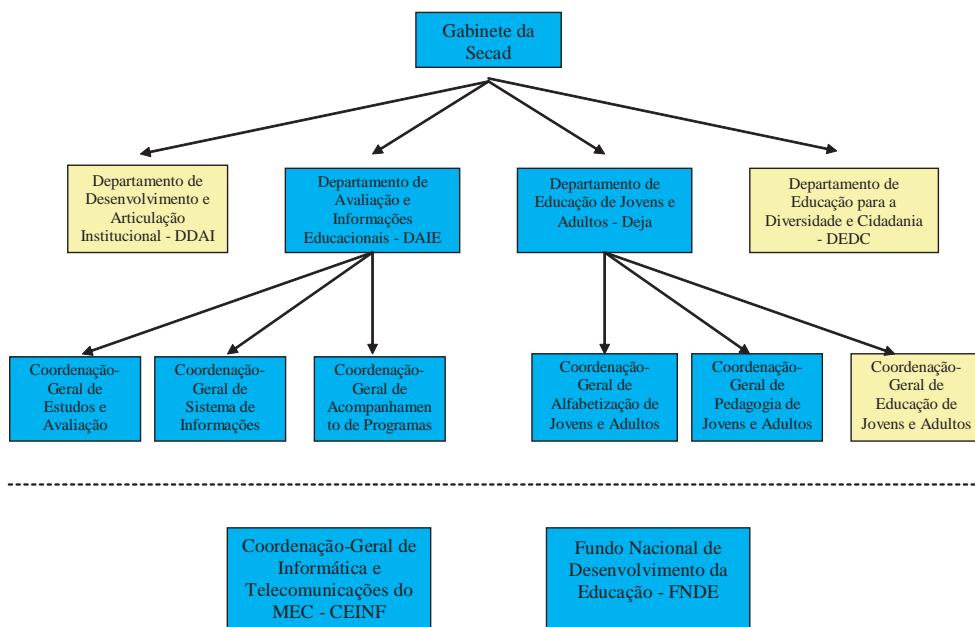 Gabinete da
Secad
Departamento de
Desenvolvimento e
Articulação
Institucional - DDAI
Departamento de
Avaliação e
Informações
Educacionais - DAIE
Departamento de
Educação de Jovens e
Adultos - Deja
Departamento de
Educação para a
Diversidade e Cidadania
- DEDC
Coordenação-
Geral de
Estudos e
Avaliação
Coordenação-
Geral de
Sistema de
Informações
Coordenação-
Geral de
Acompanhamen
to de Programas
Coordenação-
Geral de
Alfabetização de
Jovens e Adultos
Coordenação-
Geral de
Pedagogia de
Jovens e Adultos
Coordenação-
Geral de
Educação de
Jovens e Adultos
Coordenação-Geral de
Informática e
Telecomunicações do
MEC - CEINF
Fundo Nacional de
Desenvolvimento da
Educação - FNDE